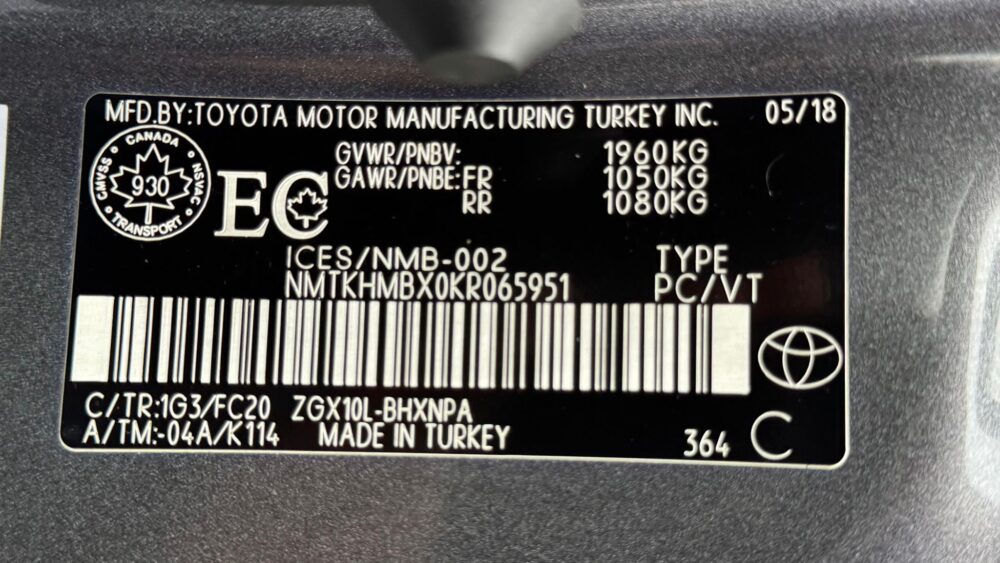 MFD.BY:TOYOTA MOTOR MANUFACTURING TURKEY INC. 05/18
CANADA
CMVSS 930 NSVAC
TRANSPORT
EC
GVWR/PNBV: 1960KG
GAWR/PNBE:FR 1050KG
RR 1080KG
ICES/NMB-002 TYPE
NMTKHMBX0KR065951 PC/VT
C/TR:1G3/FC20 ZGX10L-BHXNPA
A/TM:-04A/K114 MADE IN TURKEY 364 C